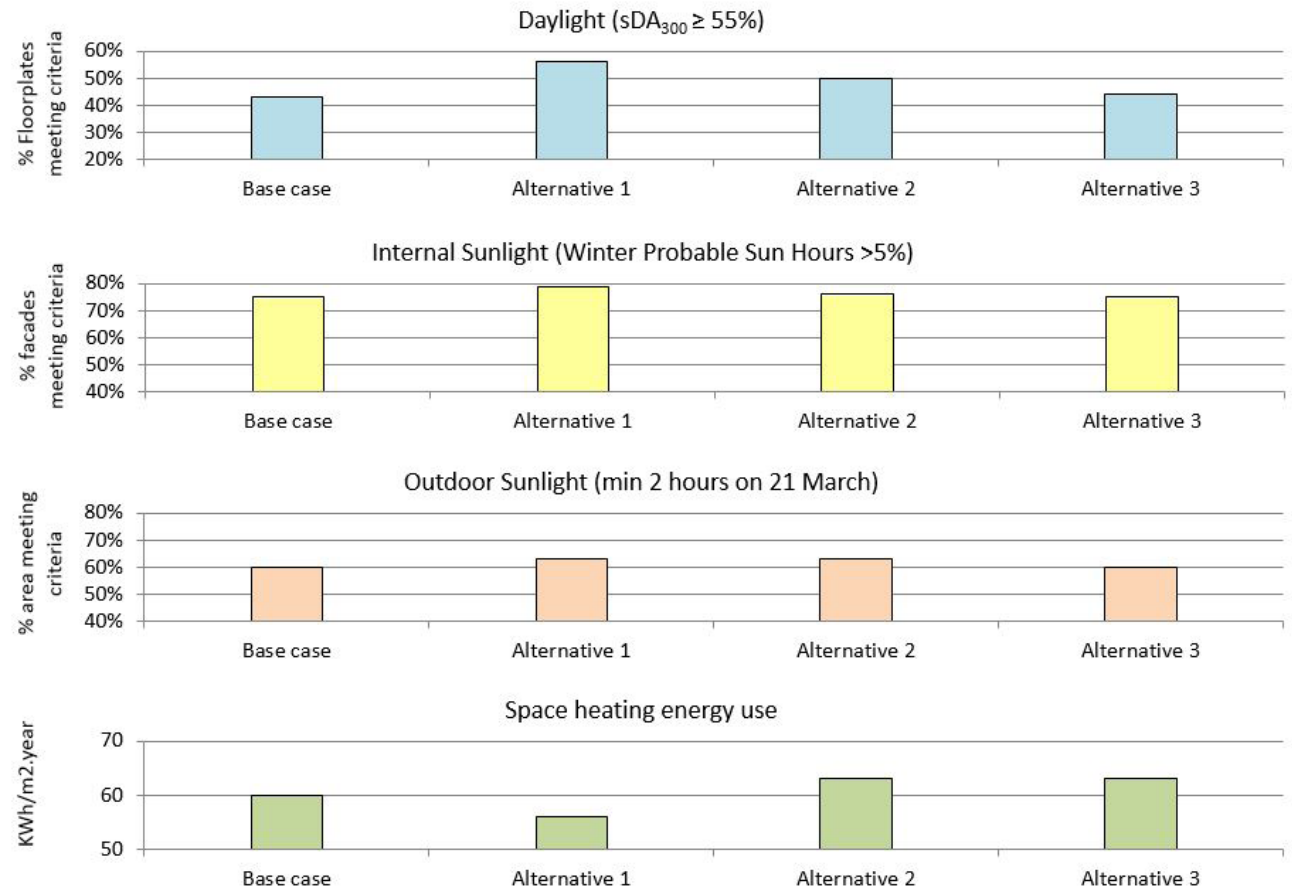 Daylight (sDA300 ≥ 55%)
% Floorplates
meeting criteria
60%
50%
40%
30%
20%
Base case Alternative 1 Alternative 2 Alternative 3
Internal Sunlight (Winter Probable Sun Hours >5%)
% facades
meeting criteria
80%
70%
60%
50%
40%
Base case Alternative 1 Alternative 2 Alternative 3
Outdoor Sunlight (min 2 hours on 21 March)
% area meeting
criteria
80%
70%
60%
50%
40%
Base case Alternative 1 Alternative 2 Alternative 3
Space heating energy use
KWh/m2.year
70
60
50
Base case Alternative 1 Alternative 2 Alternative 3